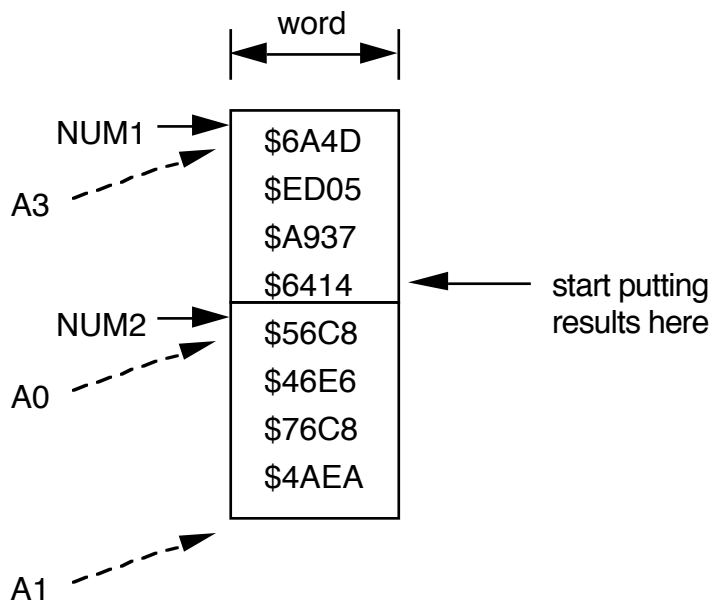 word
NUM1
$6A4D
A3
$ED05
$A937
$6414
start putting
results here
NUM2
$56C8
A0
$46E6
$76C8
$4AEA
A1